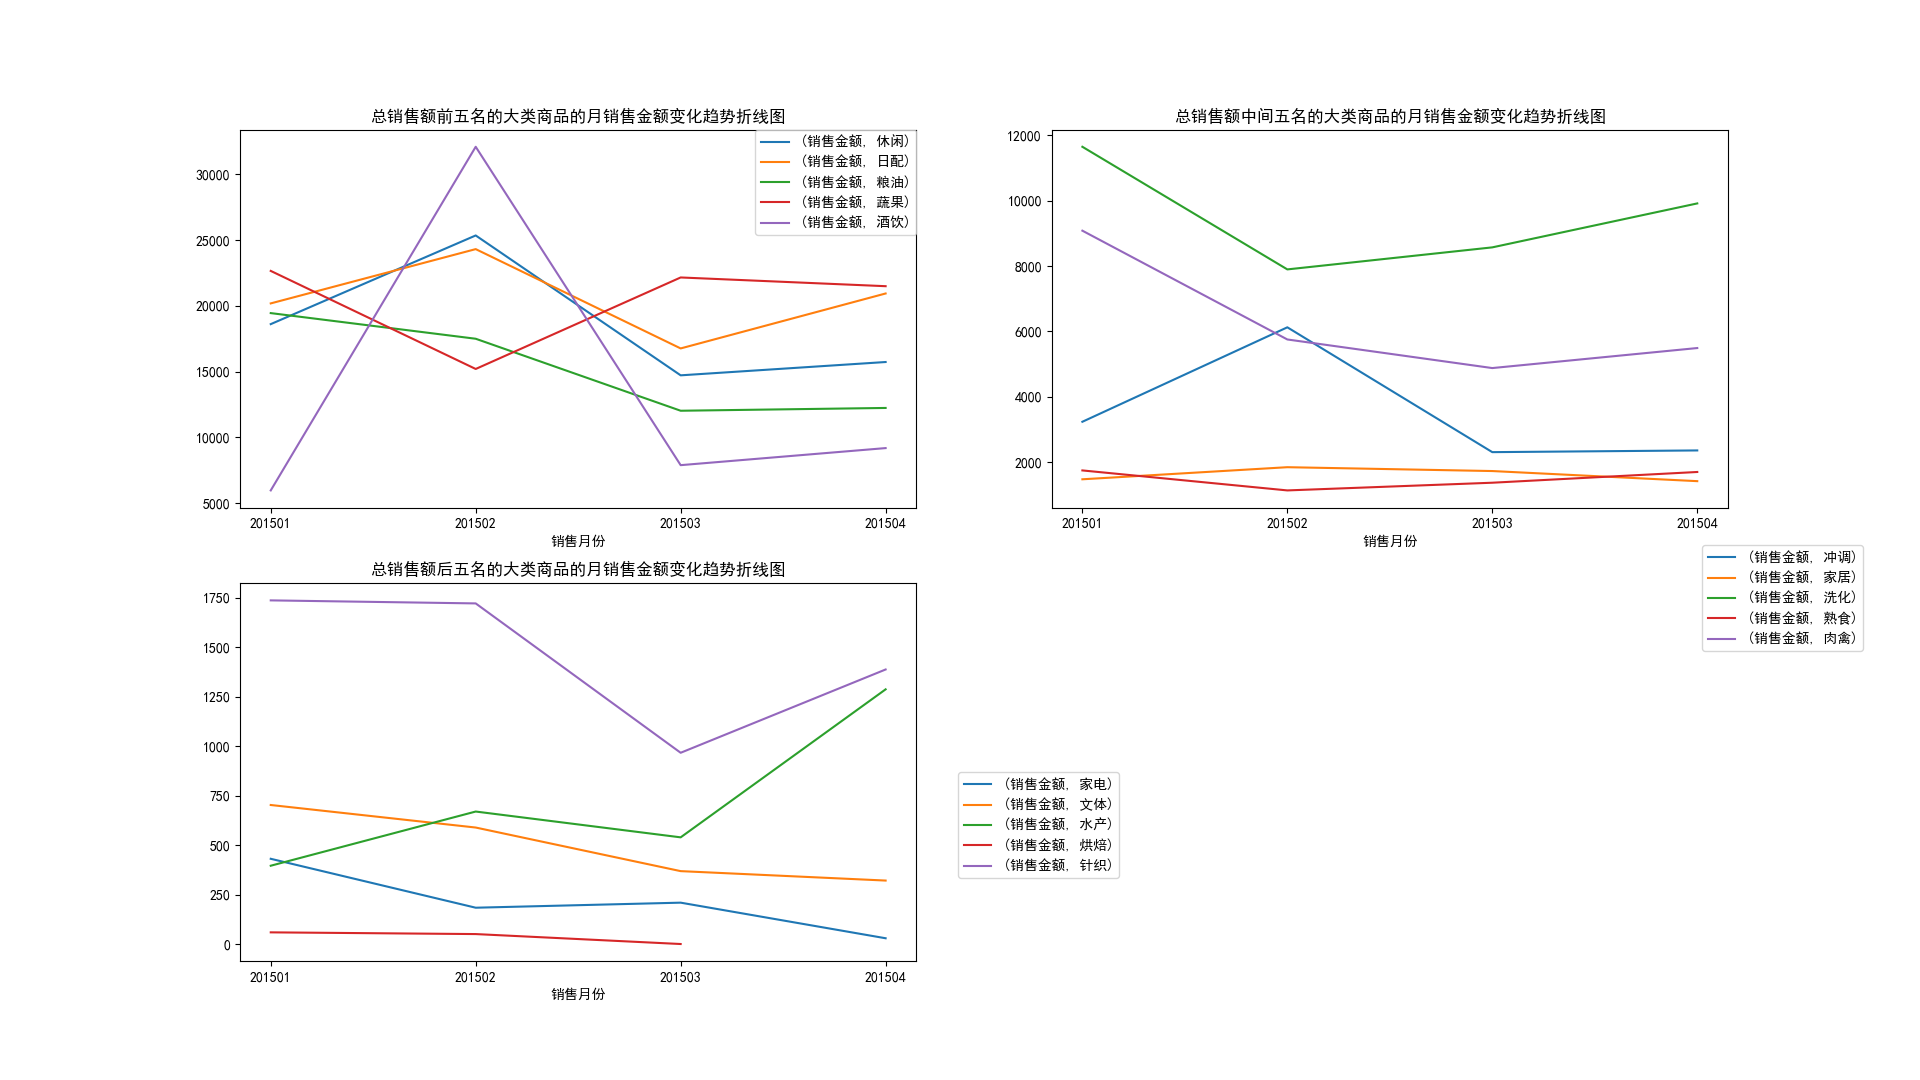 总销售额前五名的大类商品的月销售金额变化趋势折线图
30000
25000
20000
15000
10000
5000
201501 201502 201503 201504
销售月份
(销售金额, 休闲)
(销售金额, 日配)
(销售金额, 粮油)
(销售金额, 蔬果)
(销售金额, 酒饮)
总销售额中间五名的大类商品的月销售金额变化趋势折线图
12000
10000
8000
6000
4000
2000
201501 201502 201503 201504
销售月份
(销售金额, 冲调)
(销售金额, 家居)
(销售金额, 洗化)
(销售金额, 熟食)
(销售金额, 肉禽)
总销售额后五名的大类商品的月销售金额变化趋势折线图
1750
1500
1250
1000
750
500
250
0
201501 201502 201503 201504
销售月份
(销售金额, 家电)
(销售金额, 文体)
(销售金额, 水产)
(销售金额, 烘焙)
(销售金额, 针织)